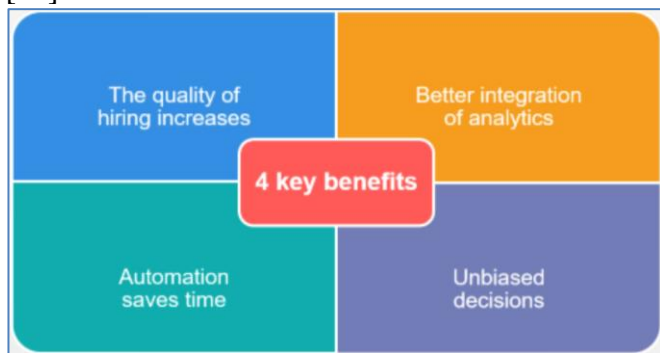 The quality of
hiring increases
Better integration
of analytics
4 key benefits
Automation
saves time
Unbiased
decisions